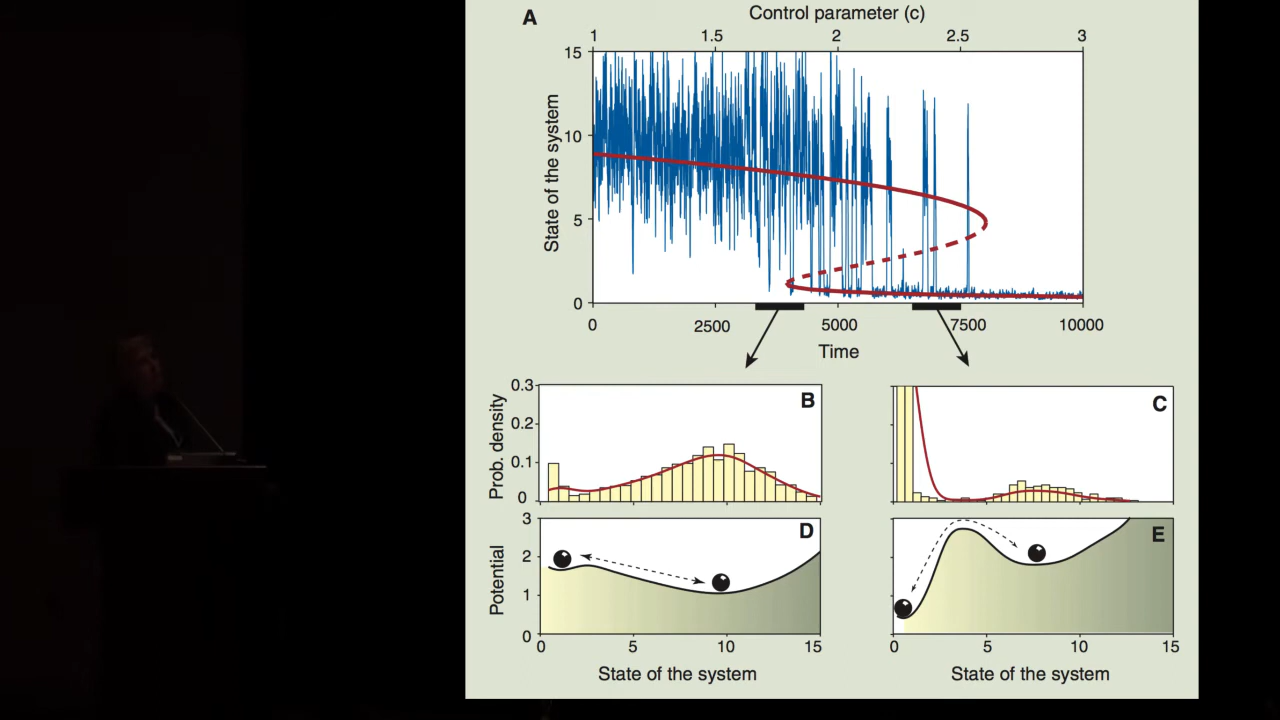 A
Control parameter (c)
1 1.5 2 2.5 3
State of the system
15
10
5
0
0 2500 5000 7500 10000
Time
Prob. density
0.3
0.2
0.1
0
B
C
Potential
3
2
1
0
D
E
0 5 10 15
0 5 10 15
State of the system
State of the system